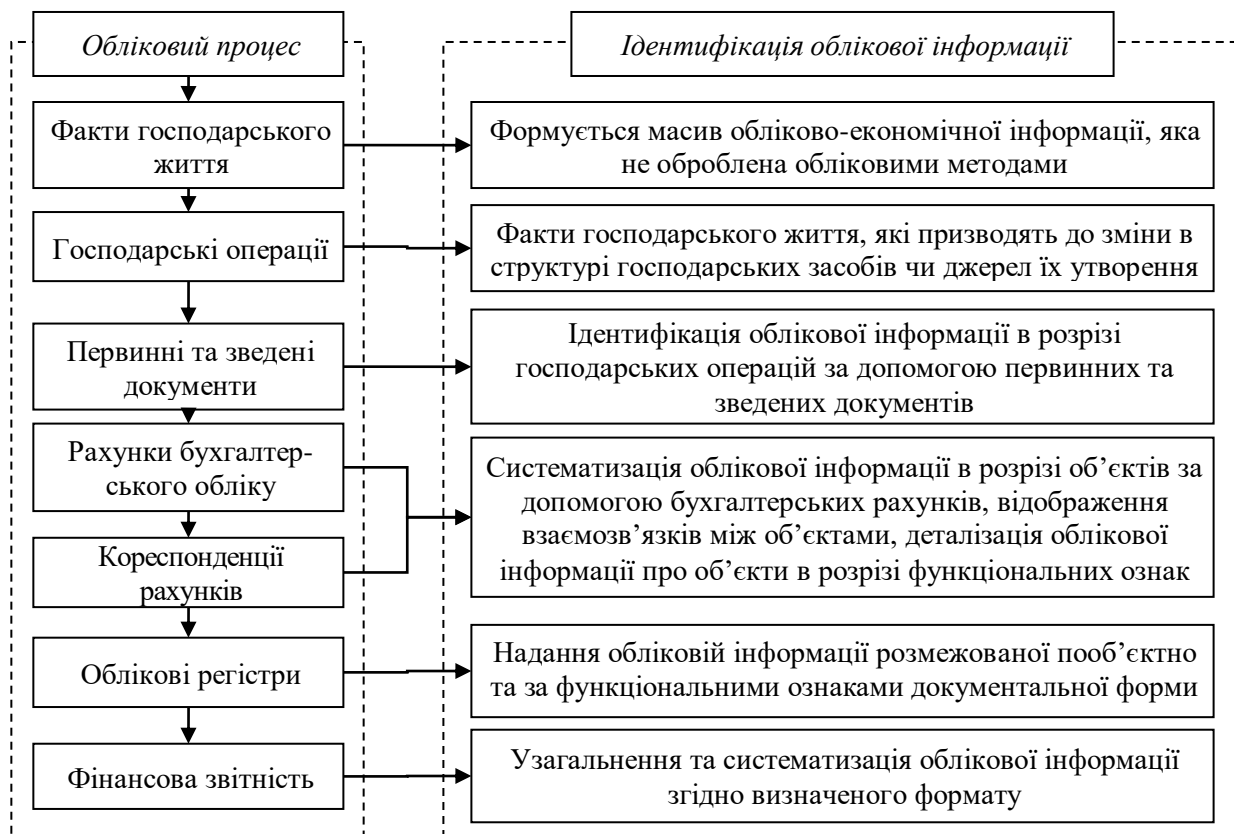 Обліковий процес
Ідентифікація облікової інформації
Факти господарського
життя
Формується масив обліково-економічної інформації, яка
не оброблена обліковими методами
Господарські операції
Факти господарського життя, які призводять до зміни в
структурі господарських засобів чи джерел їх утворення
Первинні та зведені
документи
Ідентифікація облікової інформації в розрізі
господарських операцій за допомогою первинних та
зведених документів
Рахунки бухгалтер-
ського обліку
Кореспонденції
рахунків
Систематизація облікової інформації в розрізі об’єктів за
допомогою бухгалтерських рахунків, відображення
взаємозв’язків між об’єктами, деталізація облікової
інформації про об’єкти в розрізі функціональних ознак
Облікові регістри
Надання обліковій інформації розмежованої пооб’єктно
та за функціональними ознаками документальної форми
Фінансова звітність
Узагальнення та систематизація облікової інформації
згідно визначеного формату